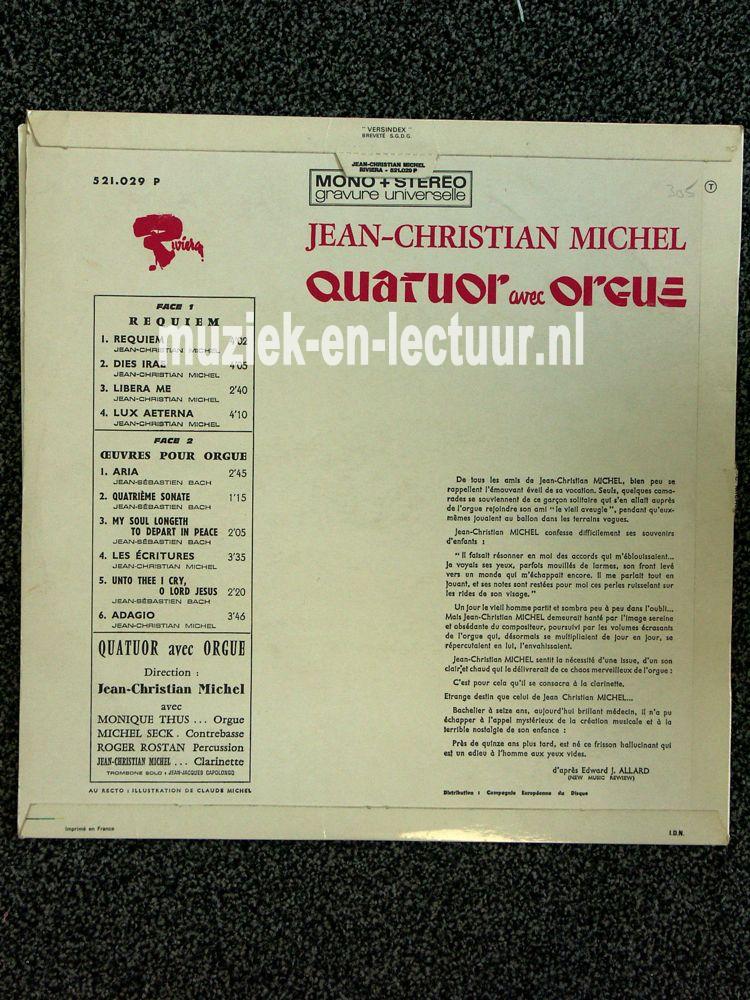 "VERSINDEX"
BREVETÉ S.G.D.G.
JEAN-CHRISTIAN MICHEL
RIVIERA - 521.029 P
521.029 P
MONO + STEREO
gravure universelle
305
T
Riviera
JEAN-CHRISTIAN MICHEL
QUATUOR avec ORGUE
muziek-en-lectuur.nl
FACE 1
REQUIEM
1. REQUIEM 4'02
JEAN-CHRISTIAN MICHEL
2. DIES IRAE 4'05
JEAN-CHRISTIAN MICHEL
3. LIBERA ME 2'40
JEAN-CHRISTIAN MICHEL
4. LUX AETERNA 4'10
JEAN-CHRISTIAN MICHEL
FACE 2
ŒUVRES POUR ORGUE
1. ARIA 2'45
JEAN-SÉBASTIEN BACH
2. QUATRIÈME SONATE 1'15
JEAN-SÉBASTIEN BACH
3. MY SOUL LONGETH
TO DEPART IN PEACE 2'05
JEAN-SÉBASTIEN BACH
4. LES ÉCRITURES 3'35
JEAN-CHRISTIAN MICHEL
5. UNTO THEE I CRY,
O LORD JESUS 2'20
JEAN-SÉBASTIEN BACH
6. ADAGIO 3'46
JEAN-CHRISTIAN MICHEL
QUATUOR avec ORGUE
Direction :
Jean-Christian Michel
avec
MONIQUE THUS ... Orgue
MICHEL SECK . Contrebasse
ROGER ROSTAN Percussion
JEAN-CHRISTIAN MICHEL ... Clarinette
TROMBONE SOLO : JEAN-JACQUES CAPOLONGO
AU RECTO : ILLUSTRATION DE CLAUDE MICHEL
De tous les amis de Jean-Christian MICHEL, bien peu se
rappellent l'émouvant éveil de sa vocation. Seuls, quelques cama-
rades se souviennent de ce garçon solitaire qui s'en allait auprès
de l'orgue rejoindre son ami "le vieil aveugle", pendant qu'eux-
mêmes jouaient au ballon dans les terrains vagues.
Jean-Christian MICHEL confesse difficilement ses souvenirs
d'enfants :
" Il faisait résonner en moi des accords qui m'éblouissaient...
Je voyais ses yeux, parfois mouillés de larmes, son front levé
vers un monde qui m'échappait encore. Il me parlait tout en
jouant, et ses notes sont restées pour moi ces perles ruisselant sur
les rides de son visage. "
Un jour le vieil homme partit et sombra peu à peu dans l'oubli...
Mais Jean-Christian MICHEL demeurait hanté par l'image sereine
et obsédante du compositeur, poursuivi par les volumes écrasants
de l'orgue qui, désormais se multipliaient de jour en jour, se
répercutaient en lui, l'envahissaient.
Jean-Christian MICHEL sentit la nécessité d'une issue, d'un son
clair et chaud qui le délivrerait de ce chaos merveilleux de l'orgue :
C'est pour cela qu'il se consacra à la clarinette.
Etrange destin que celui de Jean Christian MICHEL...
Bachelier à seize ans, aujourd'hui brillant médecin, il n'a pu
échapper à l'appel mystérieux de la création musicale et à la
terrible nostalgie de son enfance :
Près de quinze ans plus tard, est né ce frisson hallucinant qui
est un adieu à l'homme aux yeux vides.
d'après Edward J. ALLARD
(NEW MUSIC REWIEW)
Distribution : Compagnie Européenne du Disque
Imprimé en France
I.D.N.